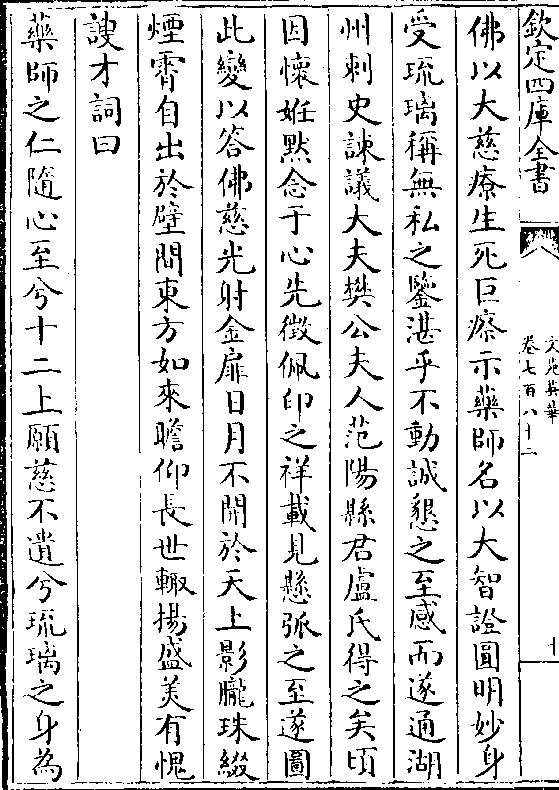 欽定四庫全書
文苑英華
卷七百八十二
十
佛以大慈療生死巨瘵示藥師名以大智證圓明妙身
受琉璃稱無私之鑒湛乎不動誠懇之至感而遂通湖
州刺史諫議大夫樊公夫人范陽縣君盧氏得之矣頃
因懷姙黙念于心先徴佩印之祥載見懸弧之至遂圖
此變以答佛慈光射金扉日月不開於天上影朧珠綴
煙霄自出於壁間東方如來瞻仰長世輙揚盛美有愧
謏才詞曰
藥師之仁隨心至兮十二上願慈不遺兮琉璃之身為